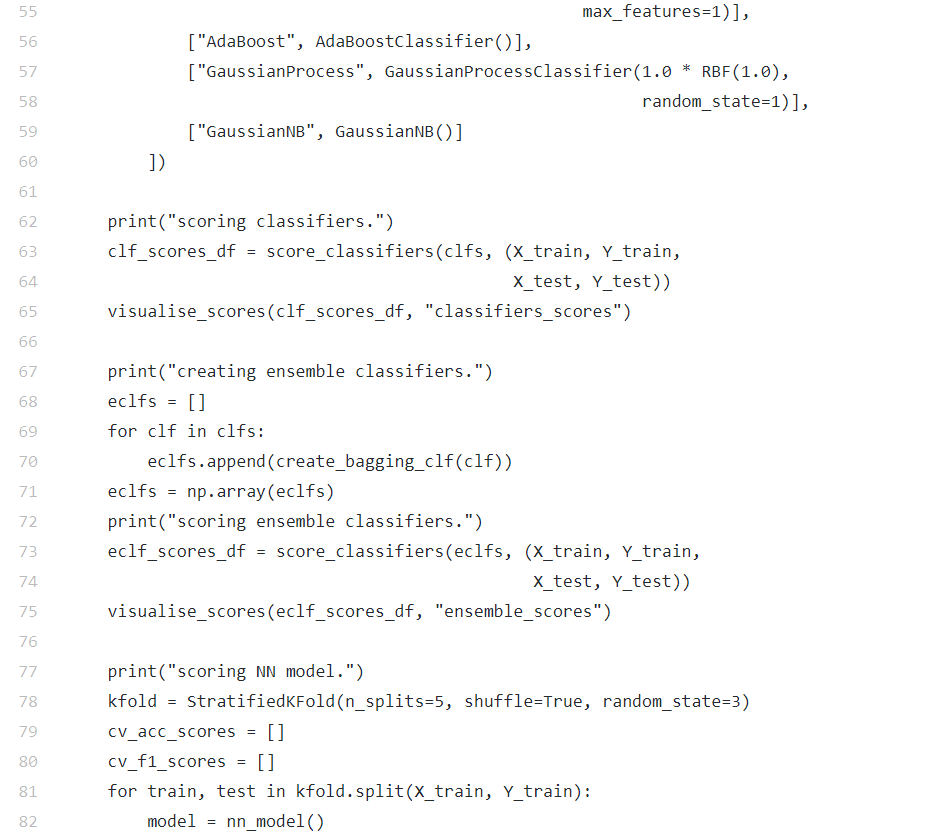 55                                                        max_features=1)],
56                ["AdaBoost", AdaBoostClassifier()],
57                ["GaussianProcess", GaussianProcessClassifier(1.0 * RBF(1.0),
58                                                              random_state=1)],
59                ["GaussianNB", GaussianNB()]
60            ])
61
62        print("scoring classifiers.")
63        clf_scores_df = score_classifiers(clfs, (X_train, Y_train,
64                                                 X_test, Y_test))
65        visualise_scores(clf_scores_df, "classifiers_scores")
66
67        print("creating ensemble classifiers.")
68        eclfs = []
69        for clf in clfs:
70            eclfs.append(create_bagging_clf(clf))
71        eclfs = np.array(eclfs)
72        print("scoring ensemble classifiers.")
73        eclf_scores_df = score_classifiers(eclfs, (X_train, Y_train,
74                                                   X_test, Y_test))
75        visualise_scores(eclf_scores_df, "ensemble_scores")
76
77        print("scoring NN model.")
78        kfold = StratifiedKFold(n_splits=5, shuffle=True, random_state=3)
79        cv_acc_scores = []
80        cv_f1_scores = []
81        for train, test in kfold.split(X_train, Y_train):
82            model = nn_model()